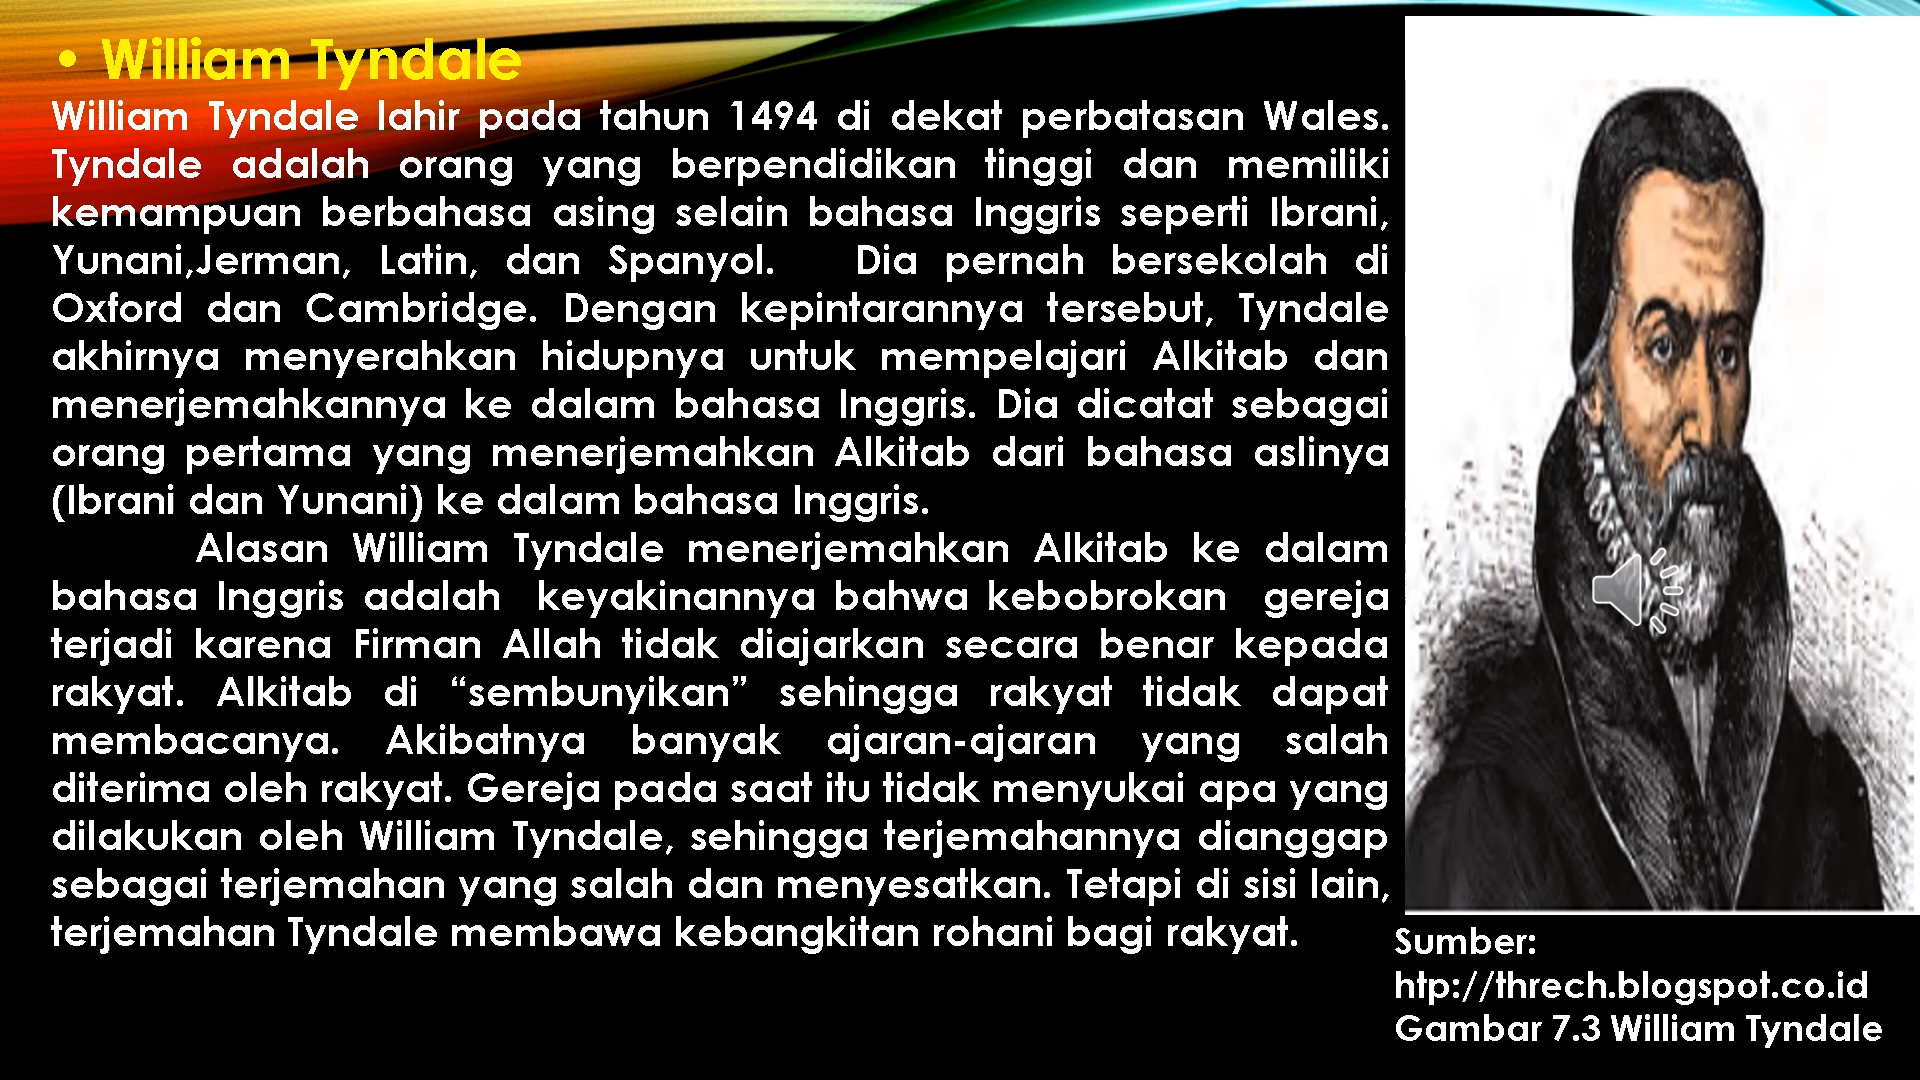 • William Tyndale
William Tyndale lahir pada tahun 1494 di dekat perbatasan Wales.
Tyndale adalah orang yang berpendidikan tinggi dan memiliki
kemampuan berbahasa asing selain bahasa Inggris seperti Ibrani,
Yunani,Jerman, Latin, dan Spanyol. Dia pernah bersekolah di
Oxford dan Cambridge. Dengan kepintarannya tersebut, Tyndale
akhirnya menyerahkan hidupnya untuk mempelajari Alkitab dan
menerjemahkannya ke dalam bahasa Inggris. Dia dicatat sebagai
orang pertama yang menerjemahkan Alkitab dari bahasa aslinya
(Ibrani dan Yunani) ke dalam bahasa Inggris.
Alasan William Tyndale menerjemahkan Alkitab ke dalam
bahasa Inggris adalah keyakinannya bahwa kebobrokan gereja
terjadi karena Firman Allah tidak diajarkan secara benar kepada
rakyat. Alkitab di “sembunyikan” sehingga rakyat tidak dapat
membacanya. Akibatnya banyak ajaran-ajaran yang salah
diterima oleh rakyat. Gereja pada saat itu tidak menyukai apa yang
dilakukan oleh William Tyndale, sehingga terjemahannya dianggap
sebagai terjemahan yang salah dan menyesatkan. Tetapi di sisi lain,
terjemahan Tyndale membawa kebangkitan rohani bagi rakyat.
Sumber:
htp://threch.blogspot.co.id
Gambar 7.3 William Tyndale